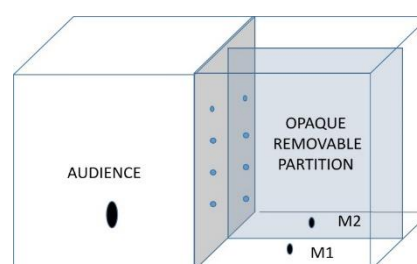 AUDIENCE
OPAQUE
REMOVABLE
PARTITION
M2
M1